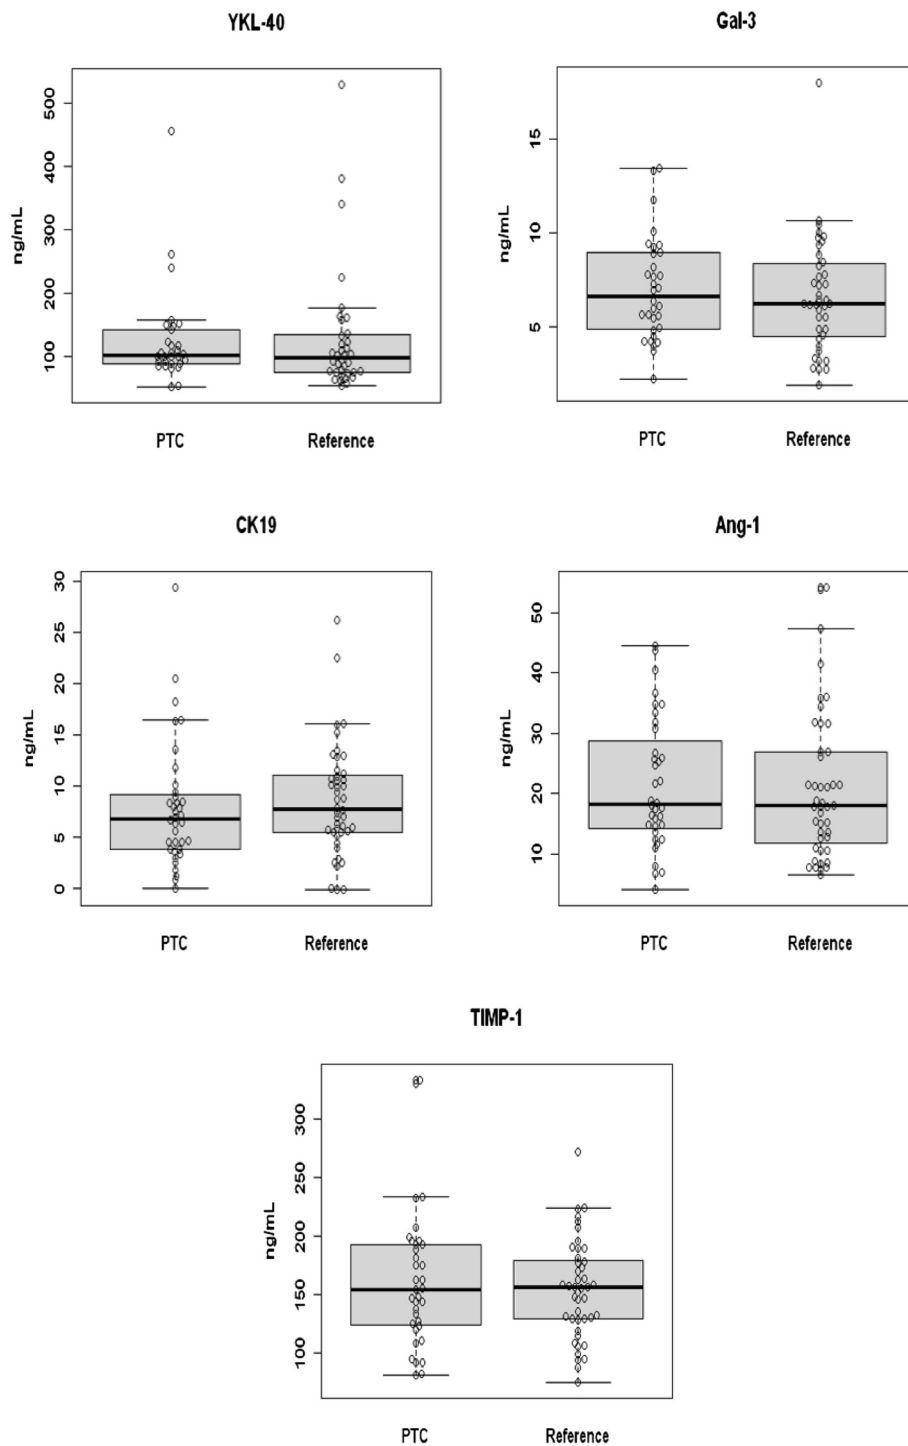 YKL-40
ng/mL
500
400
300
200
100
PTC Reference
Gal-3
ng/mL
15
10
5
PTC Reference
CK19
ng/mL
30
25
20
15
10
5
0
PTC Reference
Ang-1
ng/mL
50
40
30
20
10
PTC Reference
TIMP-1
ng/mL
300
250
200
150
100
PTC Reference